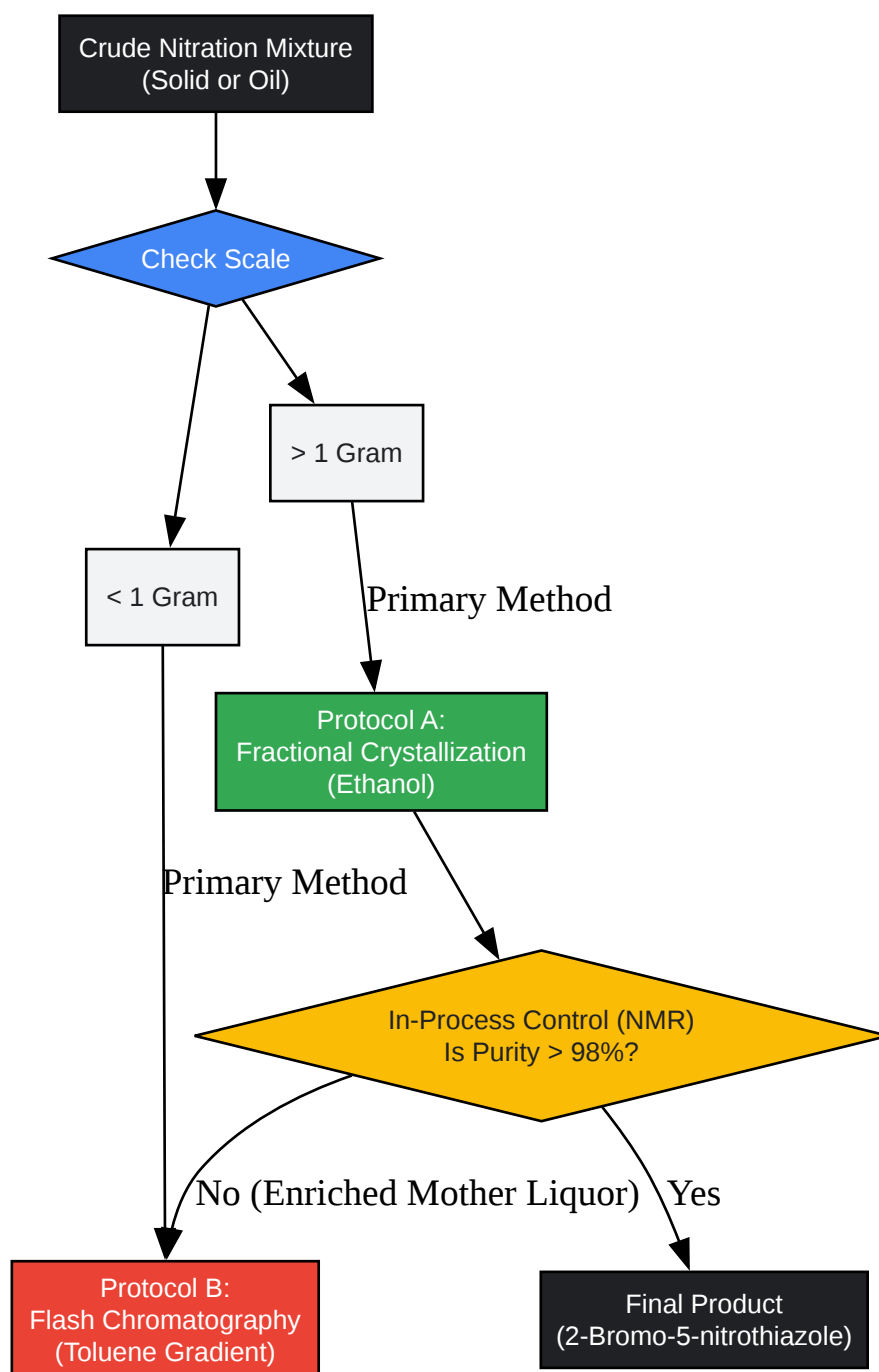 Crude Nitration Mixture
(Solid or Oil)
Check Scale
> 1 Gram
< 1 Gram
Primary Method
Protocol A:
Fractional Crystallization
(Ethanol)
Primary Method
In-Process Control (NMR)
Is Purity > 98%?
No (Enriched Mother Liquor)
Yes
Protocol B:
Flash Chromatography
(Toluene Gradient)
Final Product
(2-Bromo-5-nitrothiazole)